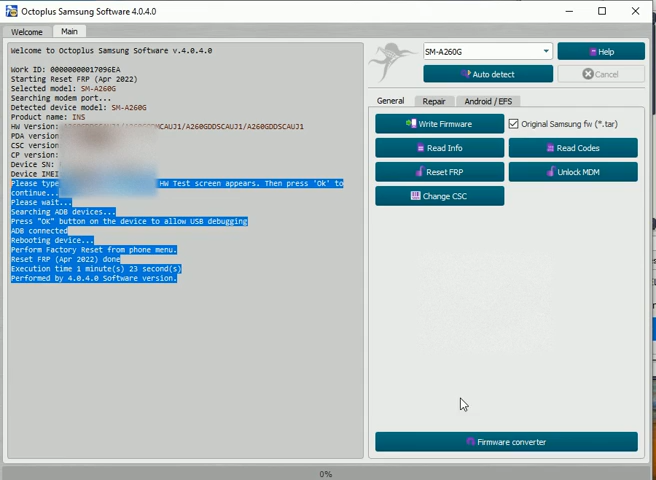 Octoplus Samsung Software 4.0.4.0
Welcome
Main
Welcome to Octoplus Samsung Software v.4.0.4.0
Work ID: 00000000017096EA
Starting Reset FRP (Apr 2022)
Selected model: SM-A260G
Searching modem port...
Detected device model: SM-A260G
Product name: INS
HW Version: MCAUJ1/A260GDDSCAUJ1/A260GDDSCAUJ1
PDA version
CSC version
CP version:
Device SN:
Device IMEI
Please type HW Test screen appears. Then press 'Ok' to
continue...
Please wait...
Searching ADB devices...
Press "OK" button on the device to allow USB debugging
ADB connected
Rebooting device...
Perform Factory Reset from phone menu.
Reset FRP (Apr 2022) done
Execution time 1 minute(s) 23 second(s)
Performed by 4.0.4.0 Software version.
SM-A260G
Help
Auto detect
Cancel
General
Repair
Android / EFS
Write Firmware
Original Samsung fw (*.tar)
Read Info
Read Codes
Reset FRP
Unlock MDM
Change CSC
Firmware converter
0%